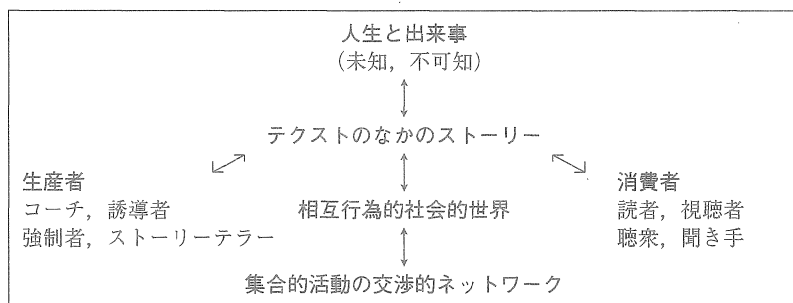 人生と出来事
(未知,不可知)
テクストのなかのストーリー
生産者
コーチ,誘導者
強制者,ストーリーテラー
相互行為的社会的世界
消費者
読者,視聴者
聴衆,聞き手
集合的活動の交渉的ネットワーク